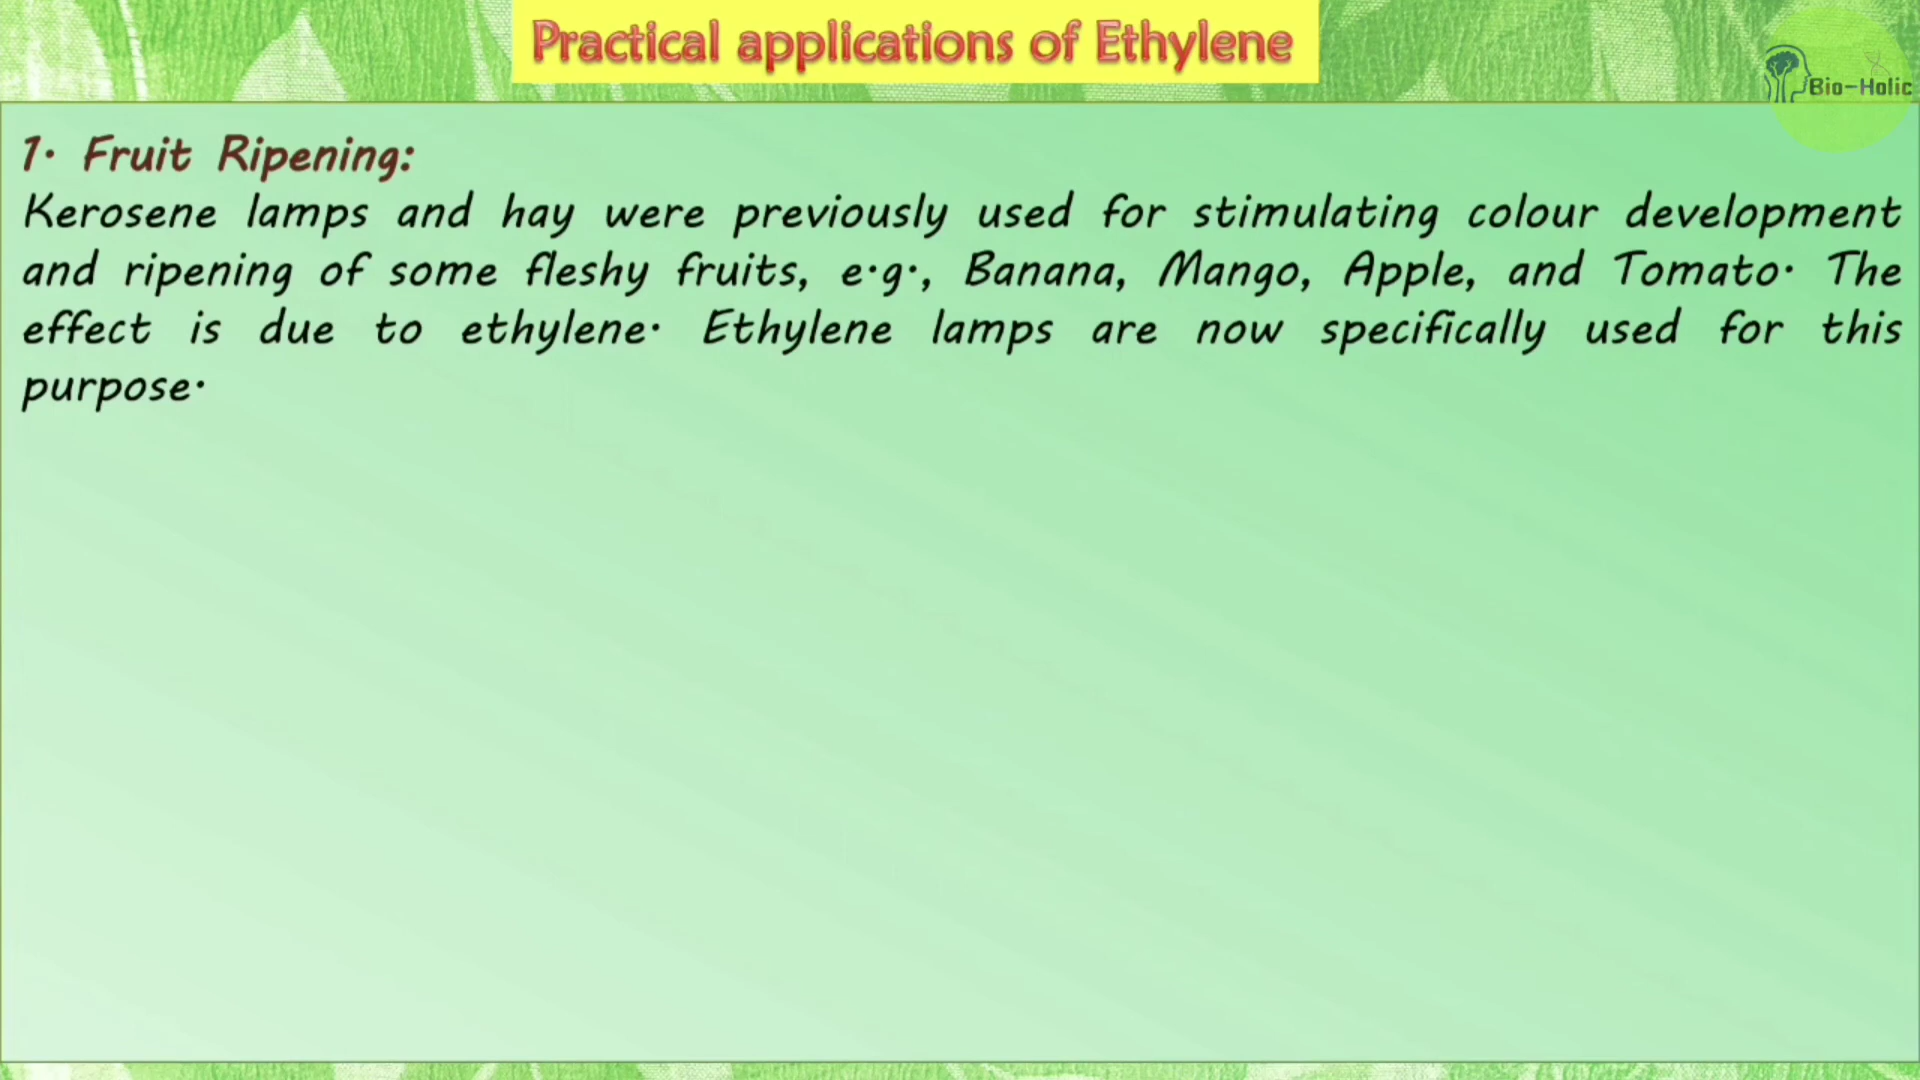 Practical applications of Ethylene
Bio-Holic
1. Fruit Ripening:
Kerosene lamps and hay were previously used for stimulating colour development
and ripening of some fleshy fruits, e.g., Banana, Mango, Apple, and Tomato. The
effect is due to ethylene. Ethylene lamps are now specifically used for this
purpose.